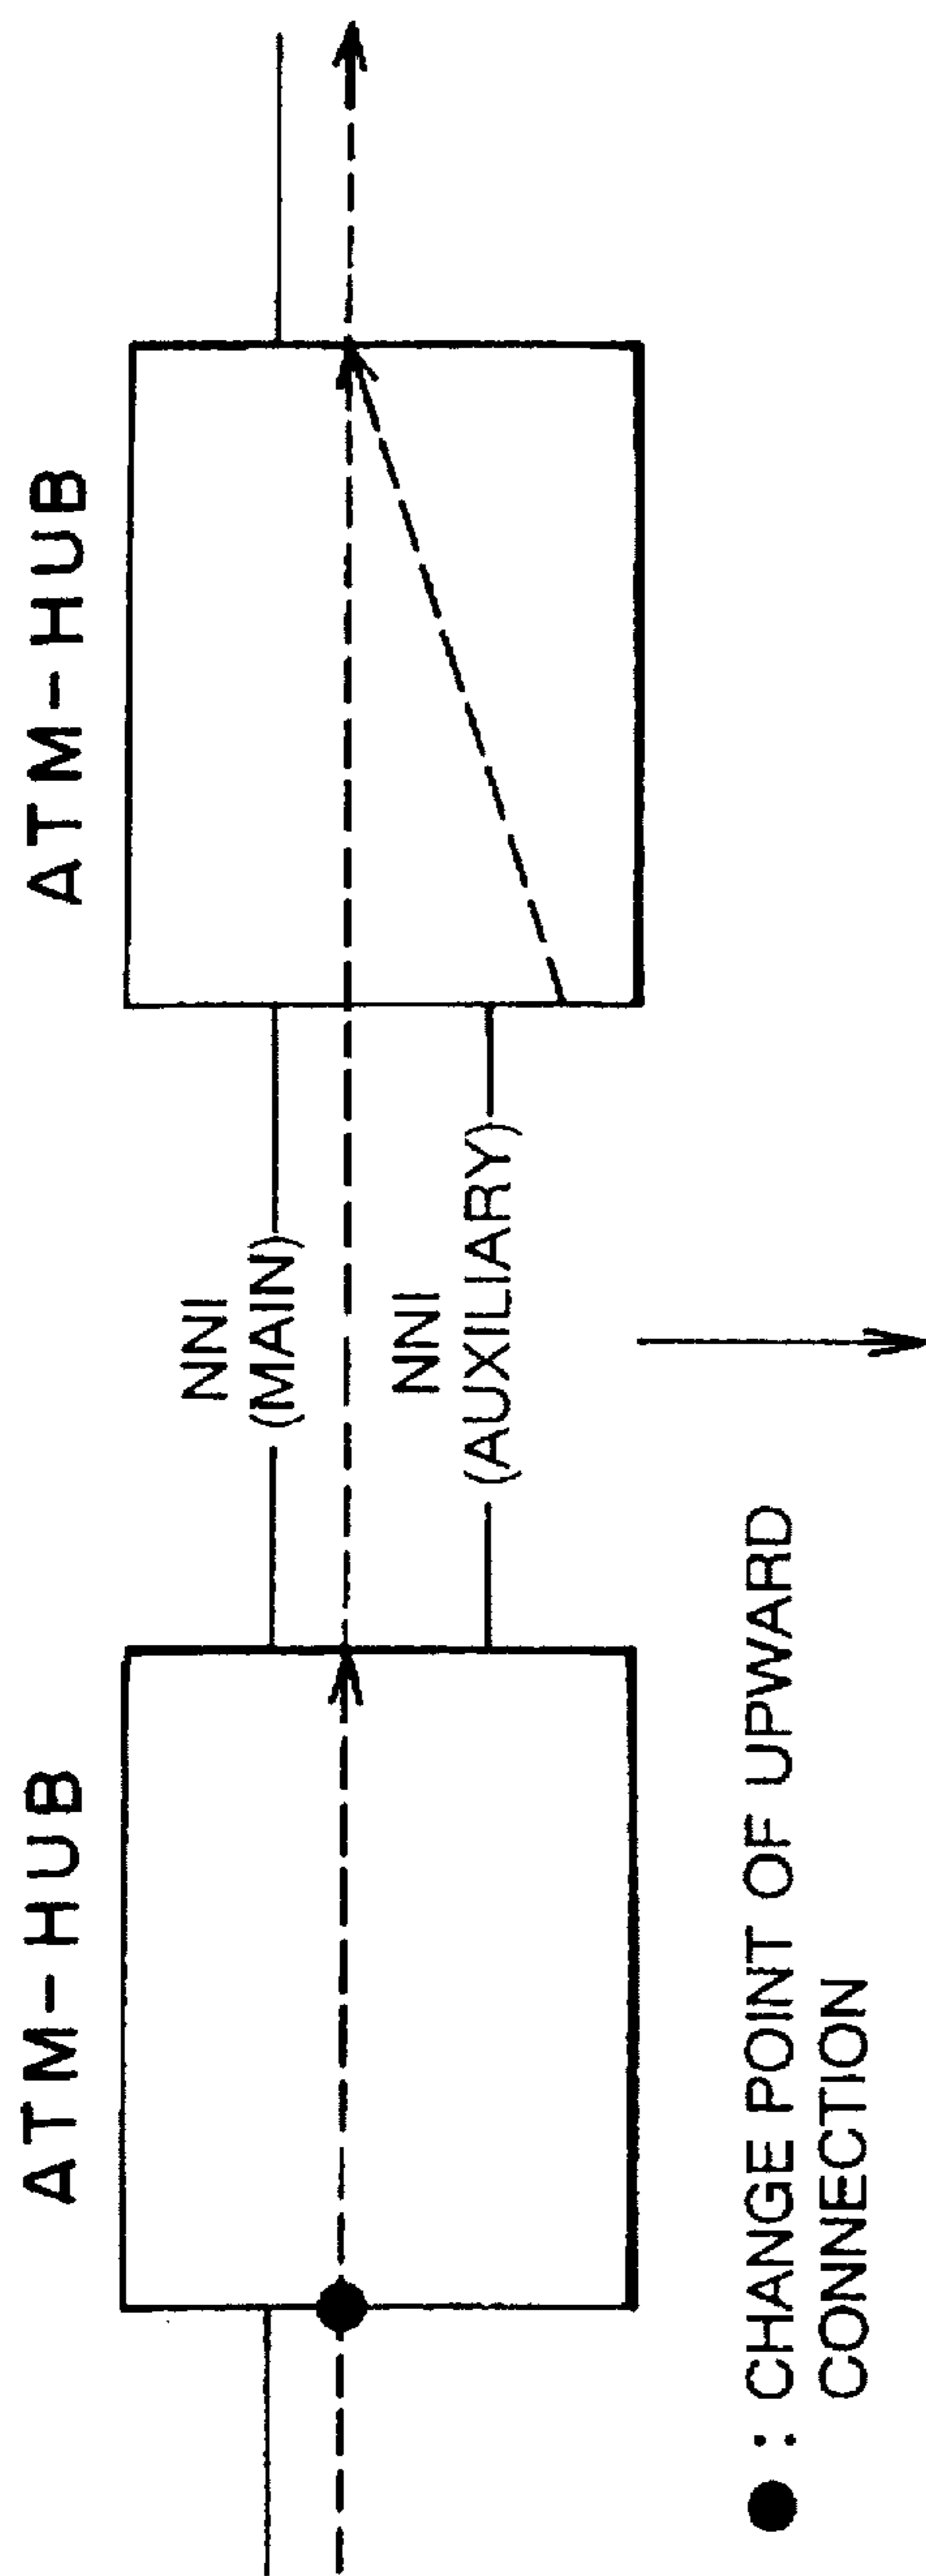 ATM-HUB
ATM-HUB
NNI
(MAIN)
NNI
(AUXILIARY)
● : CHANGE POINT OF UPWARD
CONNECTION